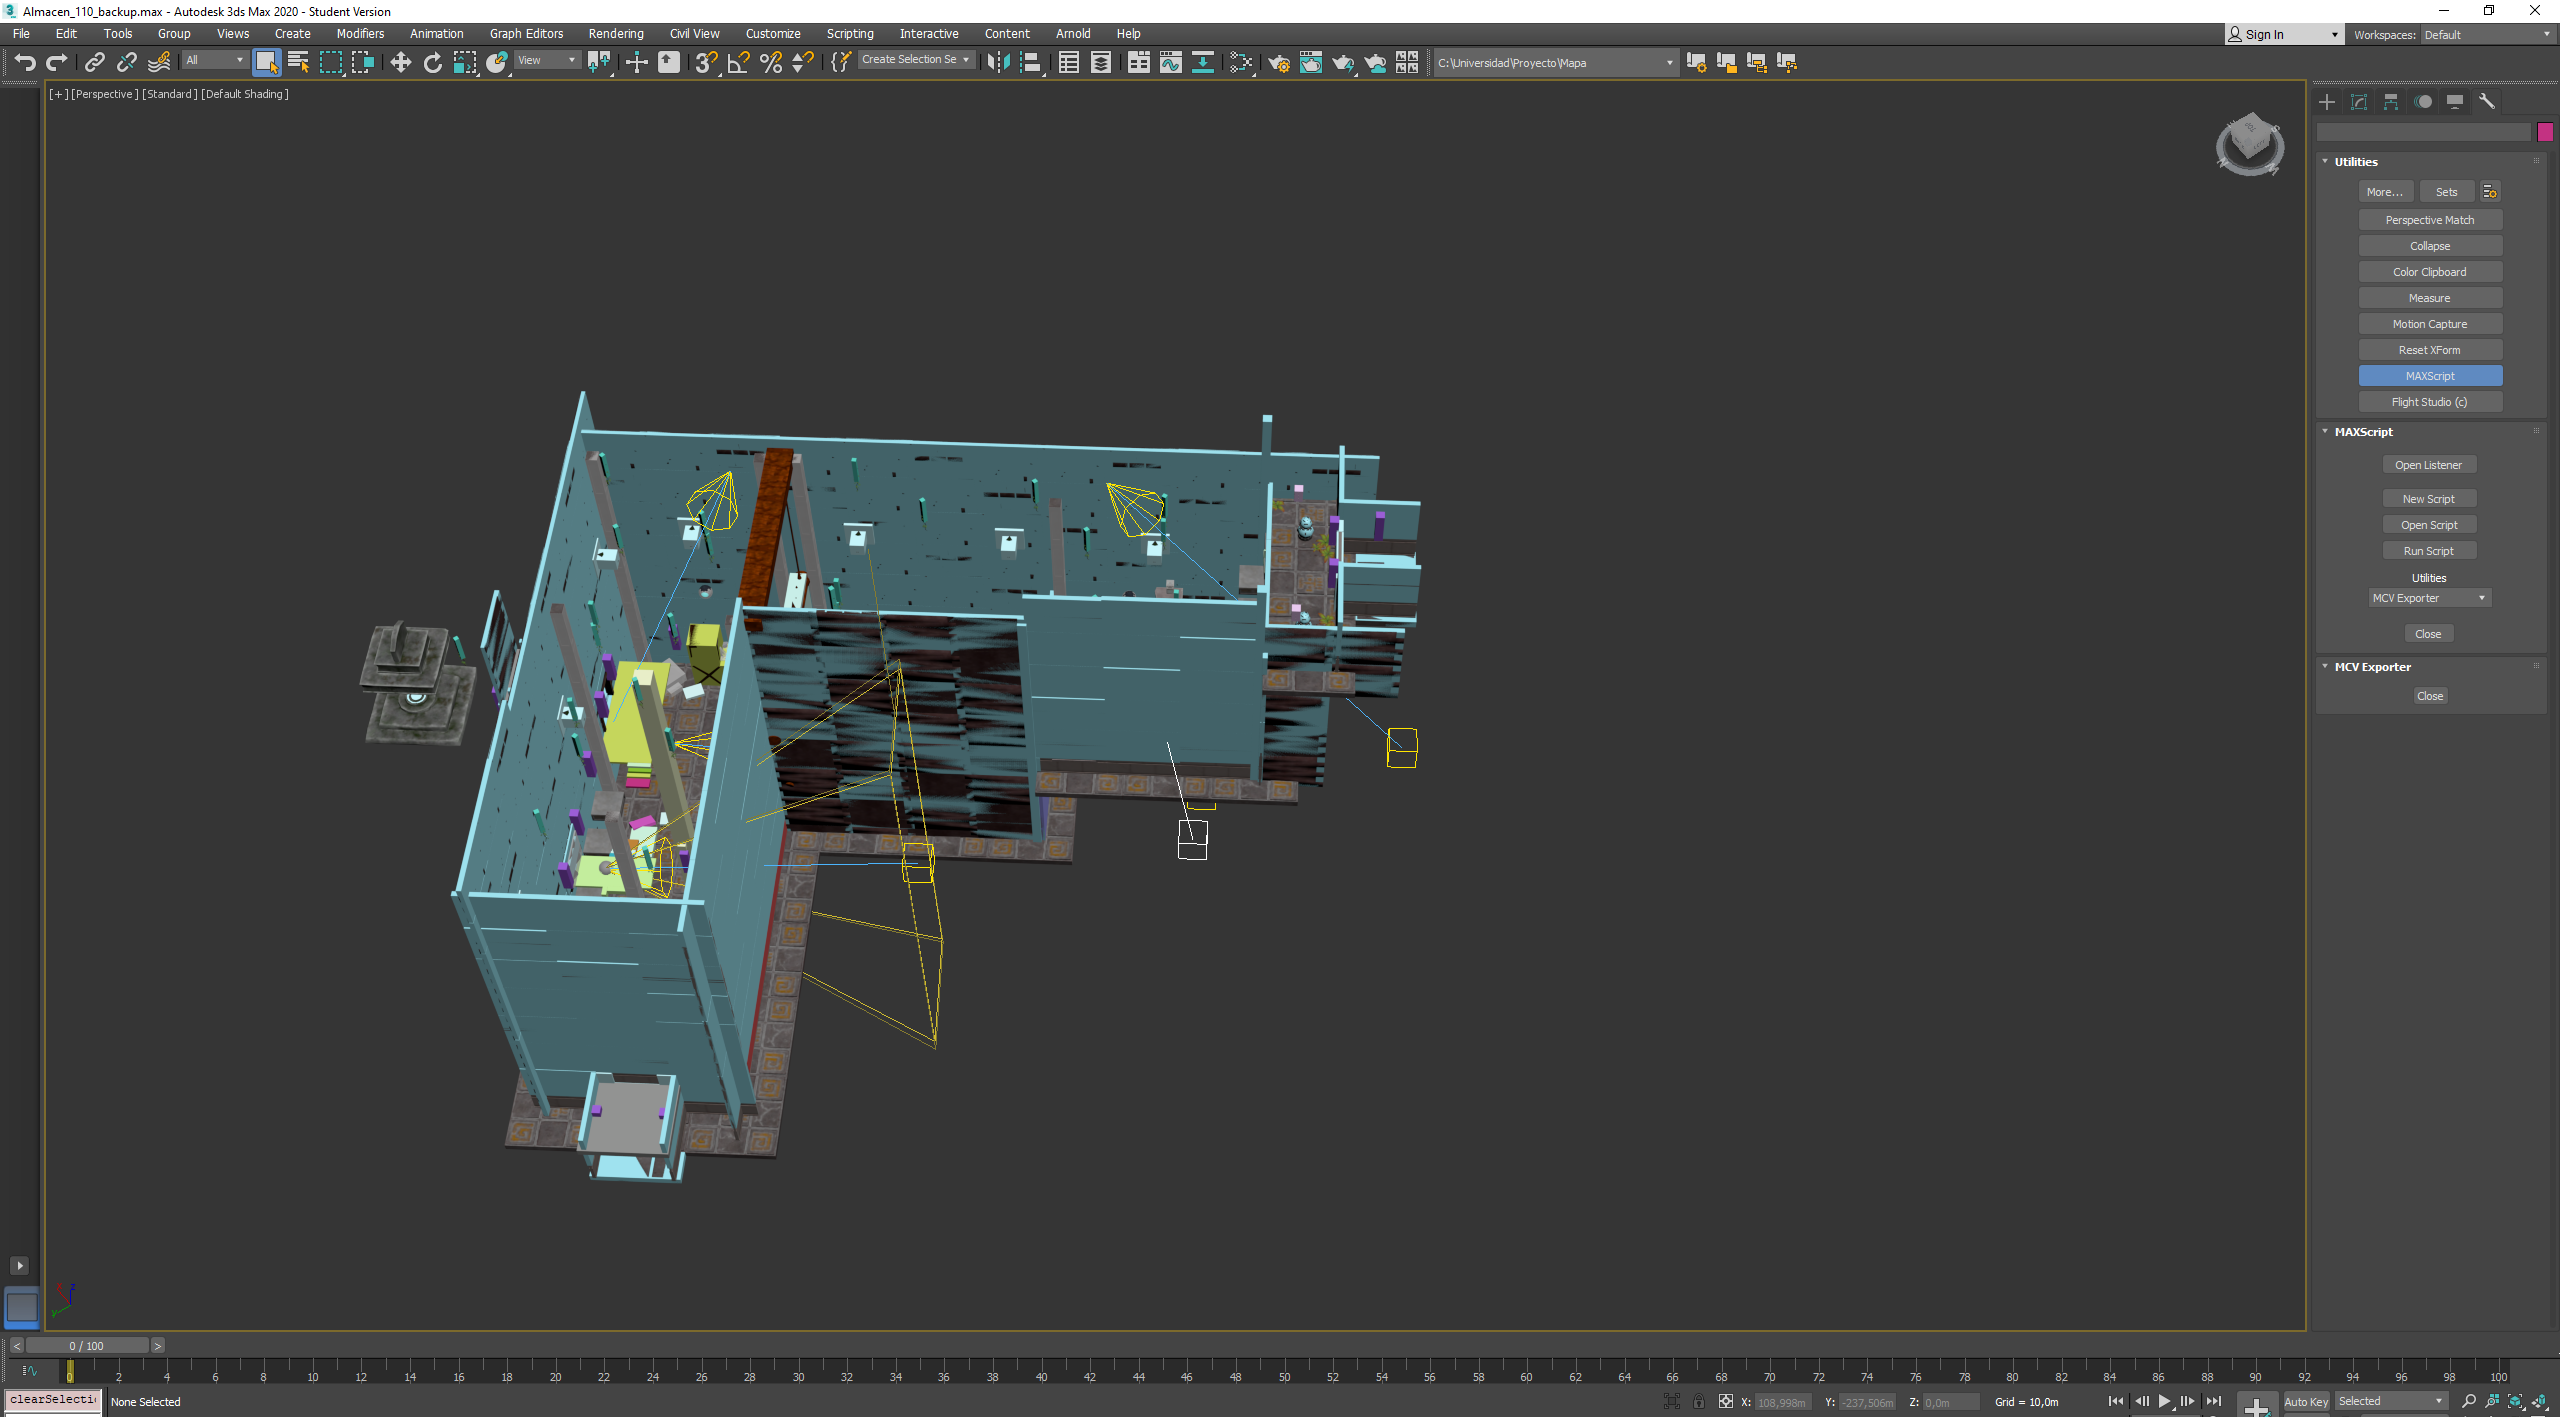 Almacen_110_backup.max - Autodesk 3ds Max 2020 - Student Version
File Edit Tools Group Views Create Modifiers Animation Graph Editors Rendering Civil View Customize Scripting Interactive Content Arnold Help
Sign In Workspaces: Default
All View Create Selection Se C:\Universidad\Proyecto\Mapa
[+] [Perspective ] [Standard ] [Default Shading ]
Utilities
More... Sets
Perspective Match
Collapse
Color Clipboard
Measure
Motion Capture
Reset XForm
MAXScript
Flight Studio (c)
MAXScript
Open Listener
New Script
Open Script
Run Script
Utilities
MCV Exporter
Close
MCV Exporter
Close
z
y
< 0 / 100 >
0 2 4 6 8 10 12 14 16 18 20 22 24 26 28 30 32 34 36 38 40 42 44 46 48 50 52 54 56 58 60 62 64 66 68 70 72 74 76 78 80 82 84 86 88 90 92 94 96 98 100
clearSelecti None Selected X: 108,998m Y: -237,506m Z: 0,0m Grid = 10,0m Auto Key Selected